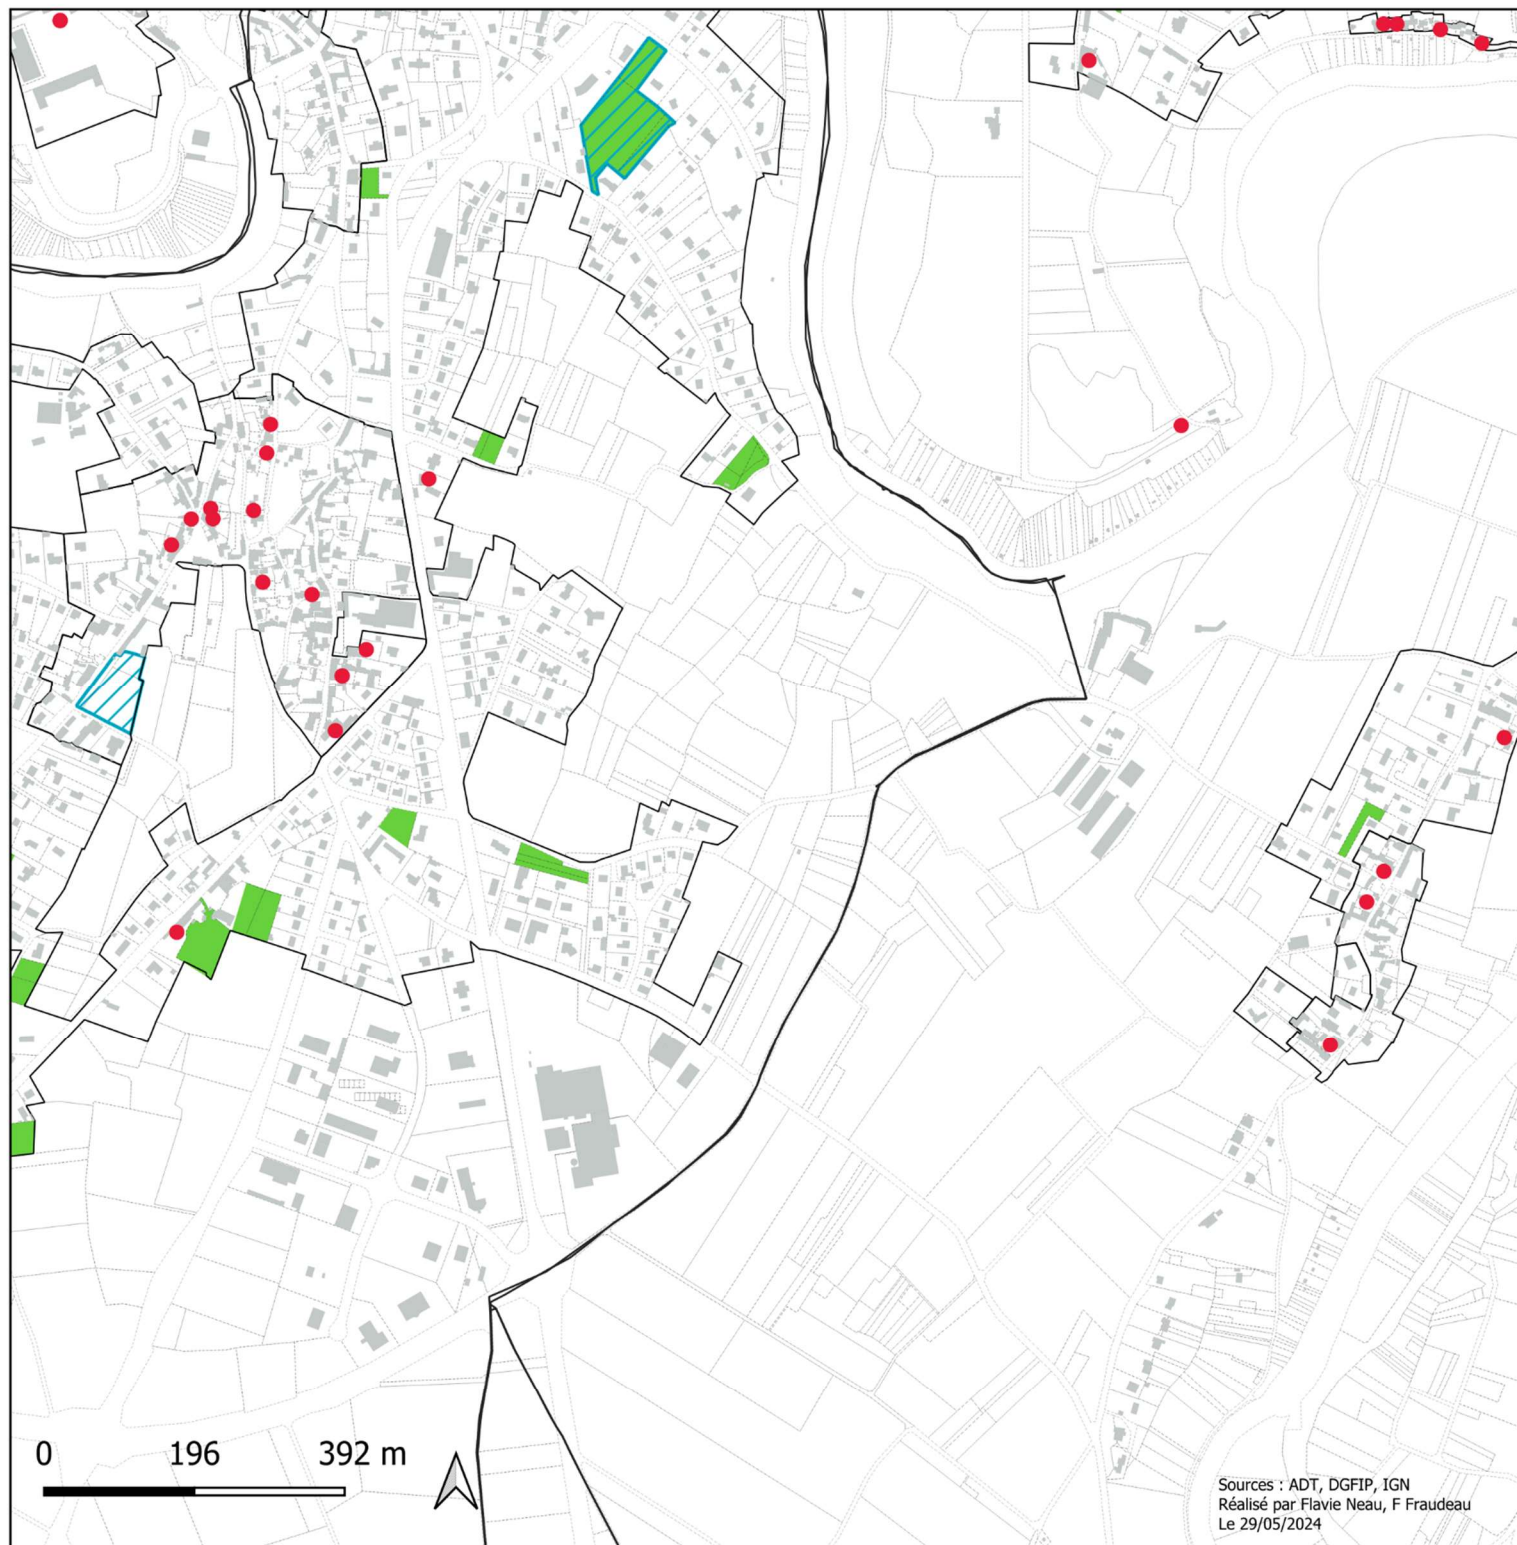 0 196 392 m
Sources : ADT, DGFIP, IGN
Réalisé par Flavie Neau, F Fraudeau
Le 29/05/2024